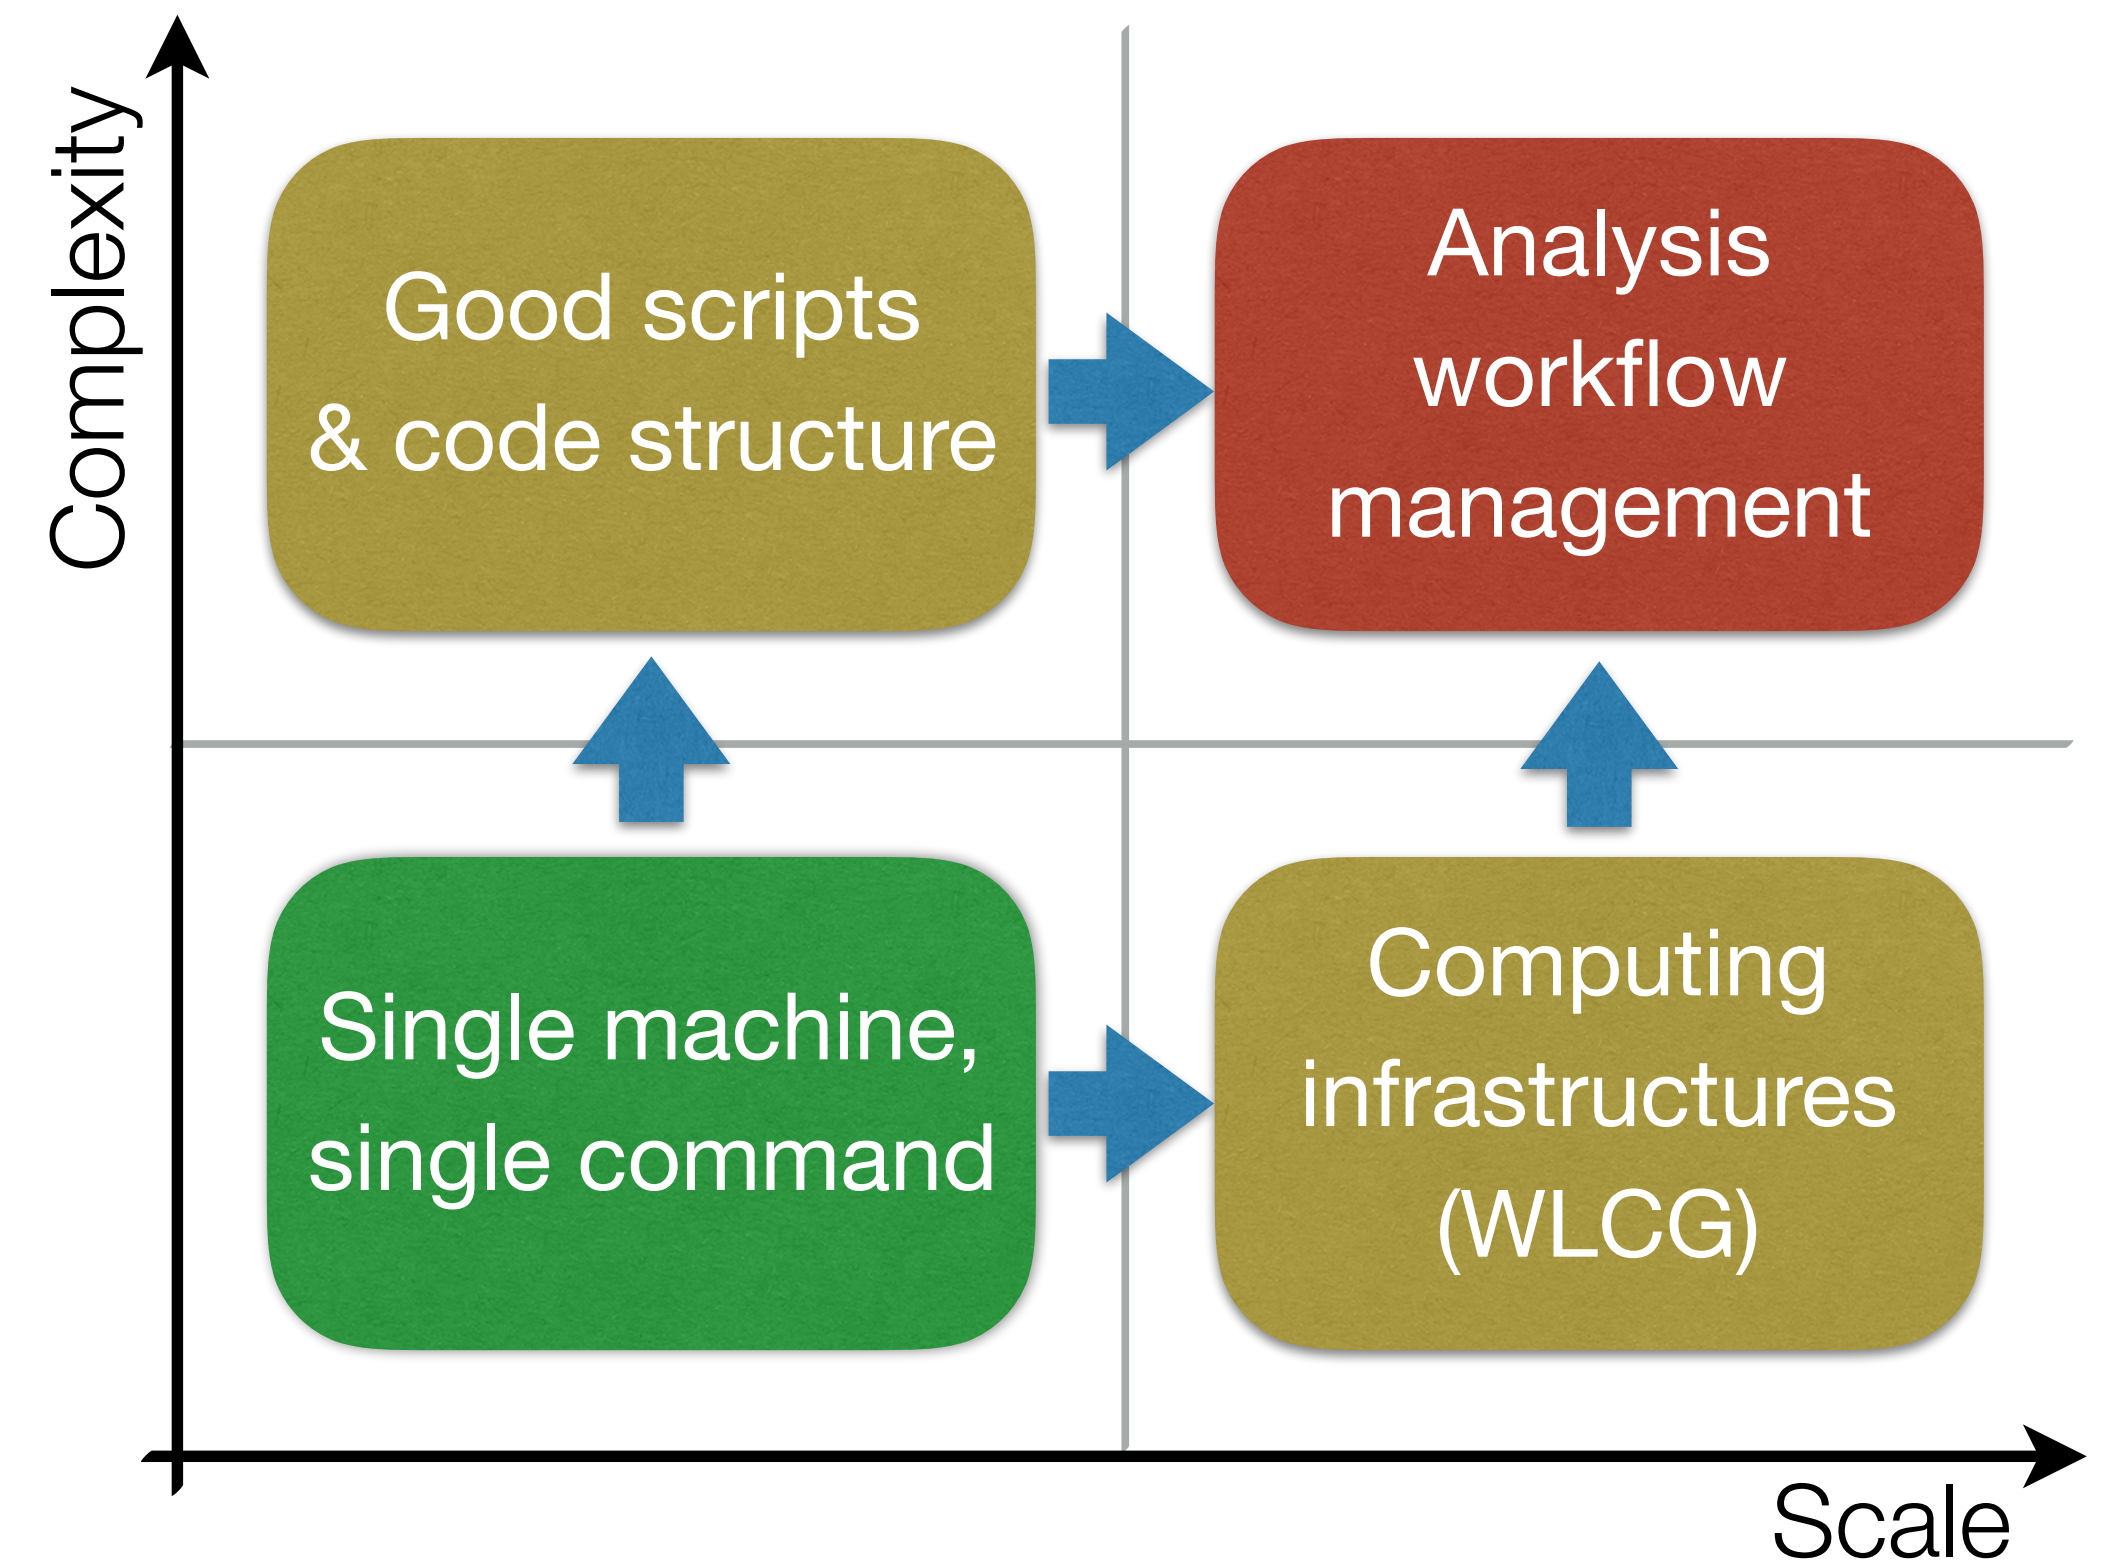 Complexity
Good scripts
& code structure
Analysis
workflow
management
Single machine,
single command
Computing
infrastructures
(WLCG)
Scale